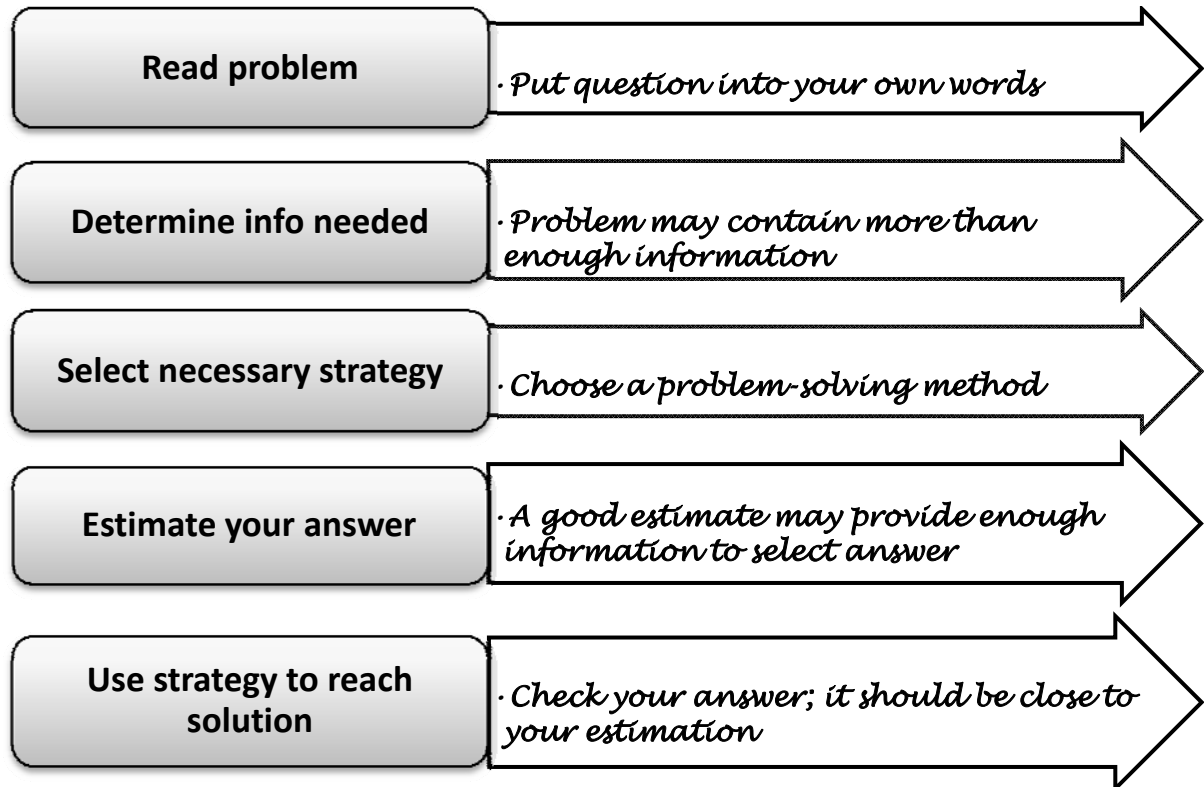 Read problem
· Put question into your own words
Determine info needed
· Problem may contain more than
enough information
Select necessary strategy
· Choose a problem-solving method
Estimate your answer
· A good estimate may provide enough
information to select answer
Use strategy to reach
solution
· Check your answer; it should be close to
your estimation